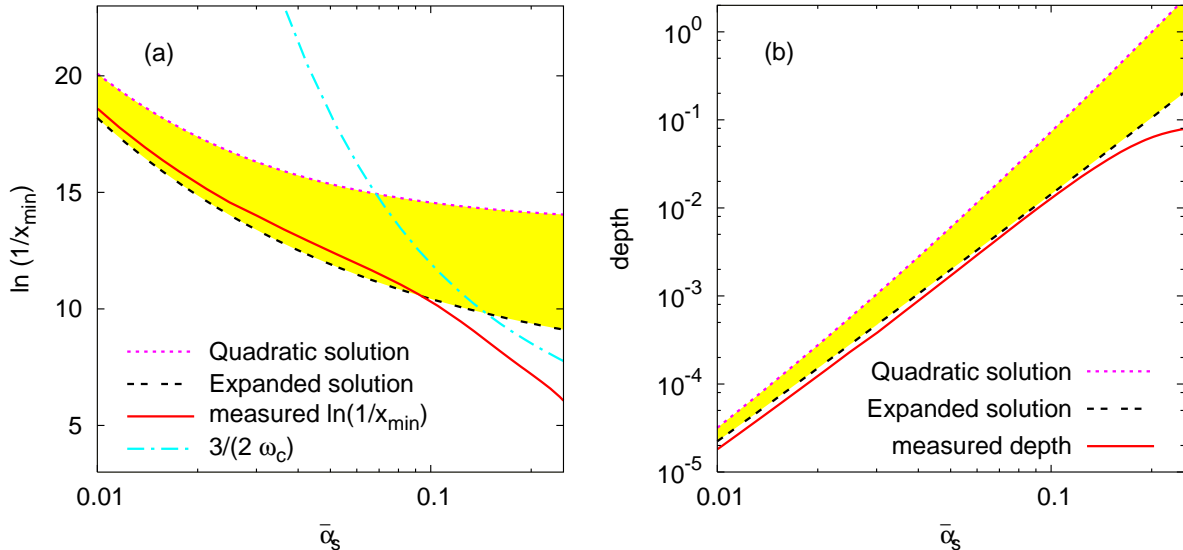 (a)
ln (1/x_min)
20
15
10
5
Quadratic solution
Expanded solution
measured ln(1/x_min)
3/(2 ω_c)
0.01
0.1
ᾱ_s
(b)
depth
10^0
10^-1
10^-2
10^-3
10^-4
10^-5
Quadratic solution
Expanded solution
measured depth
0.01
0.1
ᾱ_s